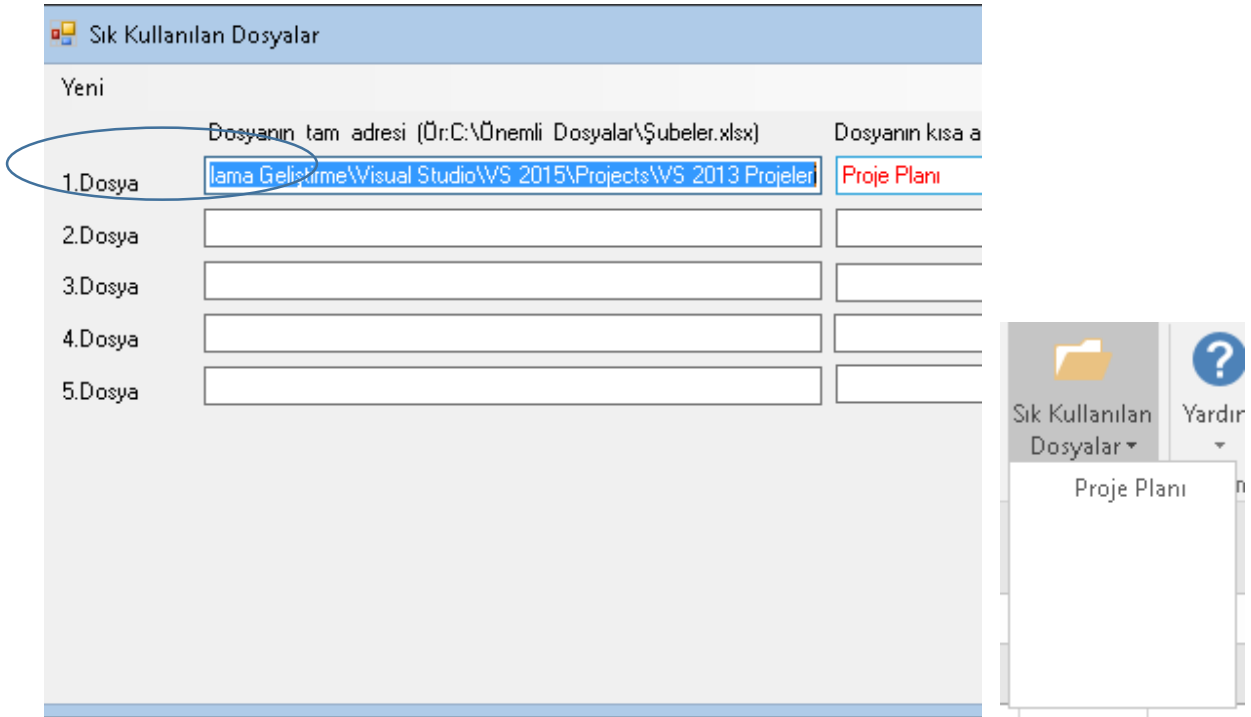 Sık Kullanılan Dosyalar
Yeni
Dosyanın tam adresi (Ör:C:\Önemli Dosyalar\Şubeler.xlsx) Dosyanın kısa a
1.Dosya lama Geliştirme\Visual Studio\VS 2015\Projects\VS 2013 Projeleri Proje Planı
2.Dosya
3.Dosya
4.Dosya
5.Dosya
Sık Kullanılan
Dosyalar
Yardır
Proje Planı